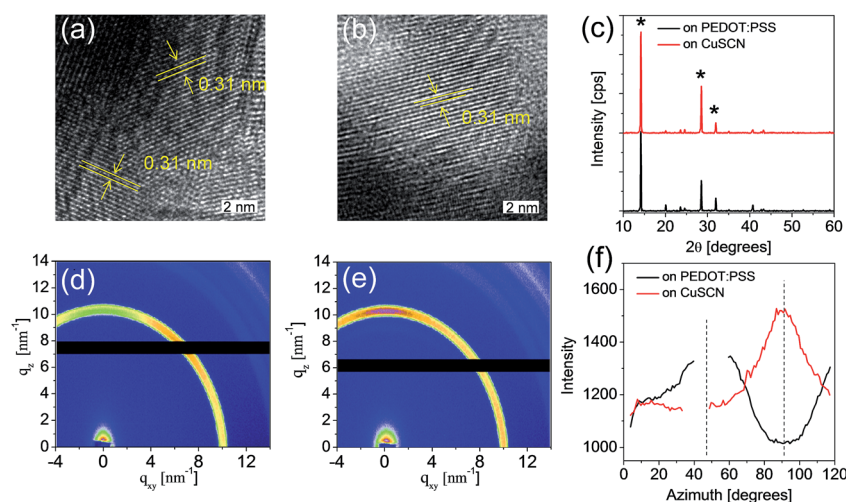 (a)
0.31 nm
0.31 nm
2 nm
(b)
0.31 nm
2 nm
(c)
on PEDOT:PSS
on CuSCN
*
*
*
Intensity [cps]
10 20 30 40 50 60
2θ [degrees]
(d)
14
12
10
8
6
4
2
0
q_z [nm⁻¹]
-4 0 4 8 12
q_xy [nm⁻¹]
(e)
14
12
10
8
6
4
2
0
q_z [nm⁻¹]
-4 0 4 8 12
q_xy [nm⁻¹]
(f)
on PEDOT:PSS
on CuSCN
1600
1400
1200
1000
Intensity
0 20 40 60 80 100 120
Azimuth [degrees]